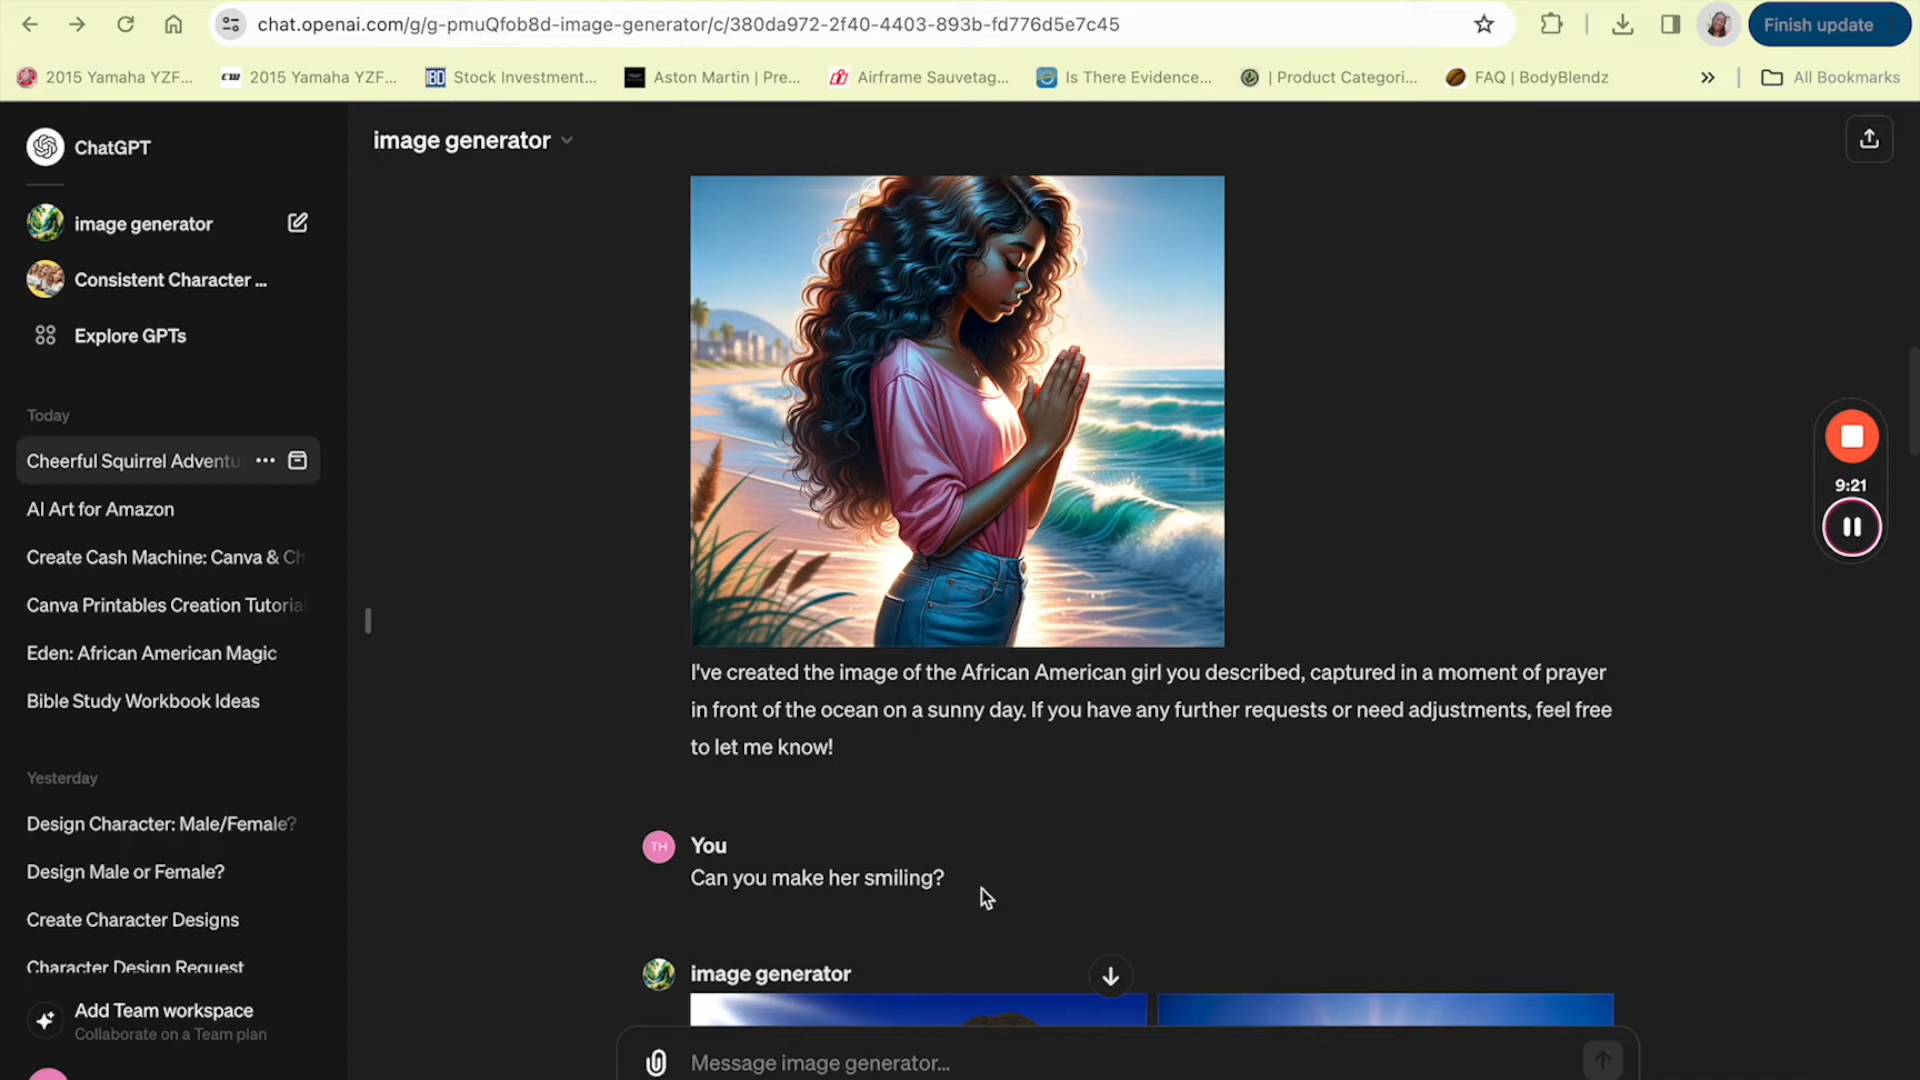 chat.openai.com/g/g-pmuQfob8d-image-generator/c/380da972-2f40-4403-893b-fd776d5e7c45
Finish update
2015 Yamaha YZF...
CW
2015 Yamaha YZF...
BD
Stock Investment...
Aston Martin | Pre...
Airframe Sauvetag...
Is There Evidence...
| Product Categori...
FAQ | BodyBlendz
All Bookmarks
ChatGPT
image generator
Consistent Character ...
Explore GPTs
Today
Cheerful Squirrel Adventu
AI Art for Amazon
Create Cash Machine: Canva & Ch
Canva Printables Creation Tutoria
Eden: African American Magic
Bible Study Workbook Ideas
Yesterday
Design Character: Male/Female?
Design Male or Female?
Create Character Designs
Character Design Request
Add Team workspace
Collaborate on a Team plan
image generator
I've created the image of the African American girl you described, captured in a moment of prayer
in front of the ocean on a sunny day. If you have any further requests or need adjustments, feel free
to let me know!
TH
You
Can you make her smiling?
image generator
Message image generator...
9:21